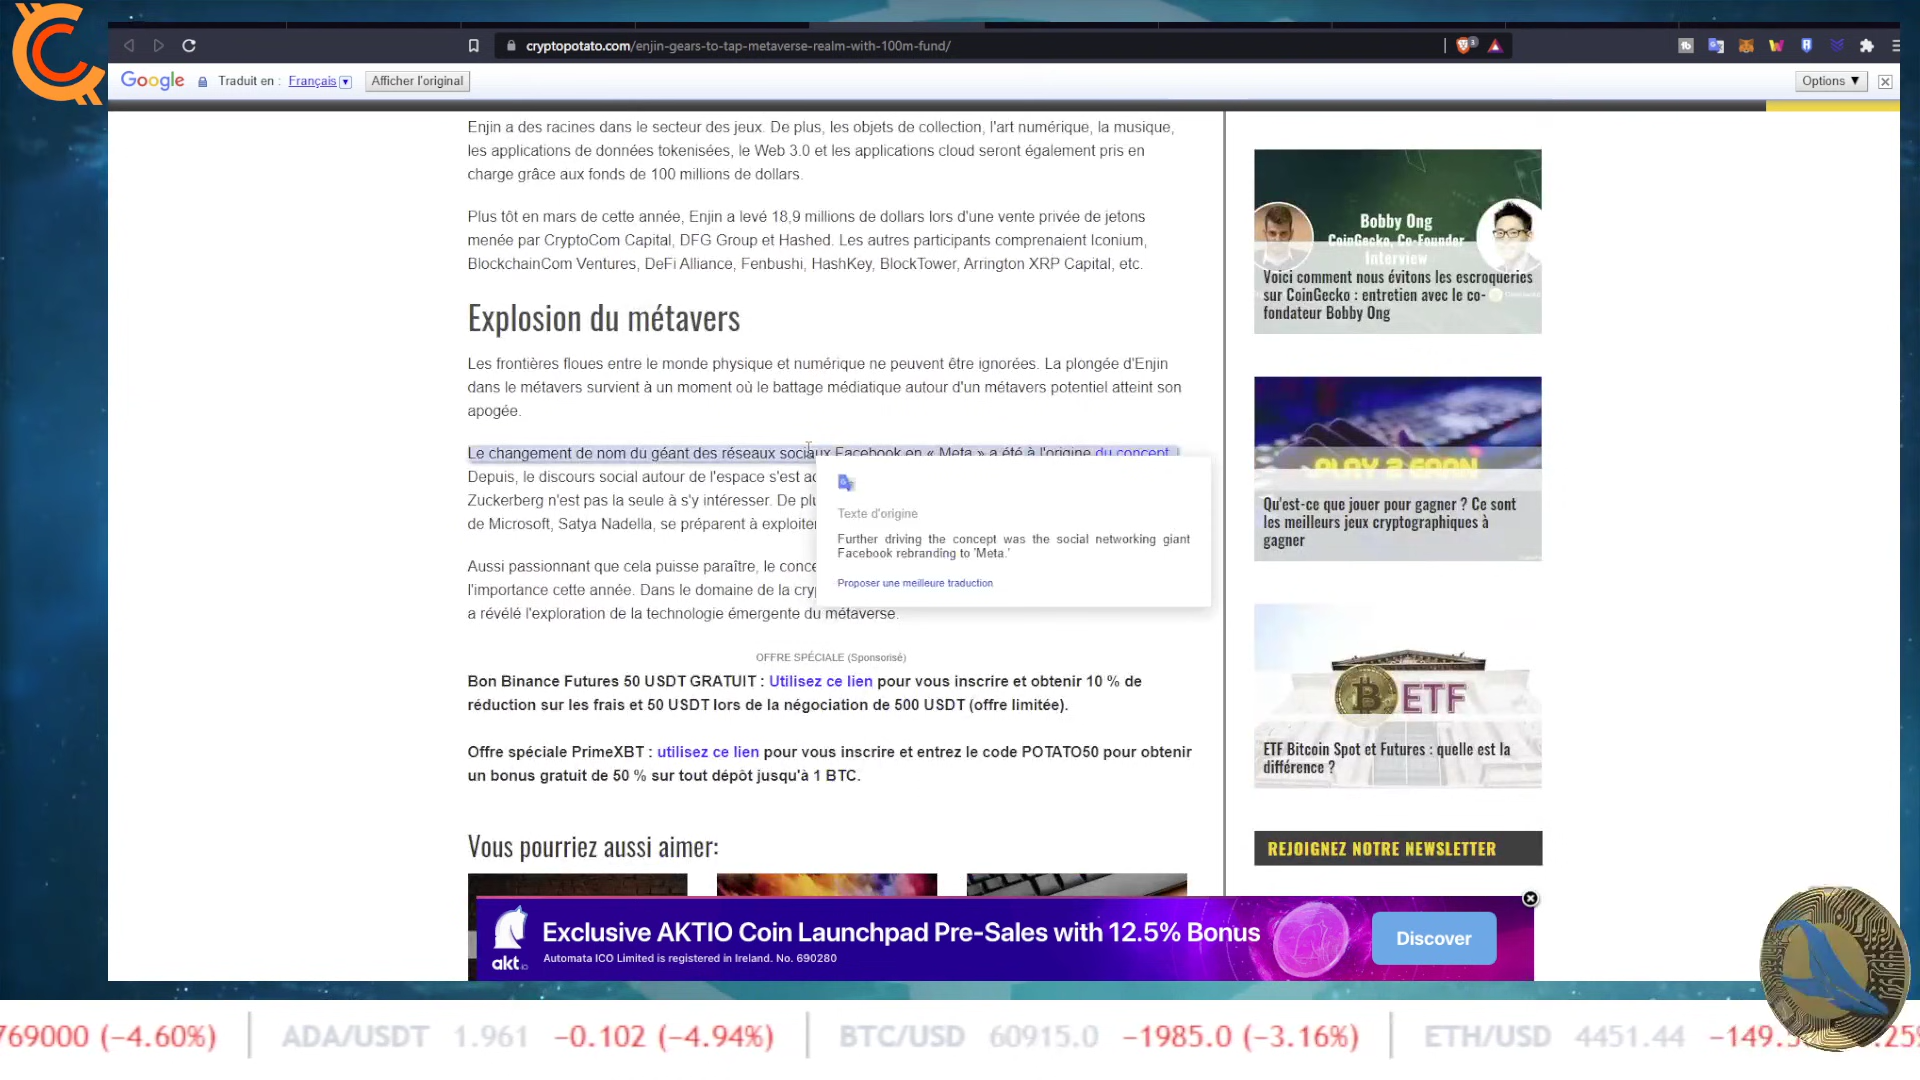 cryptopotato.com/enjin-gears-to-tap-metaverse-realm-with-100m-fund/
Google Traduit en : Français Afficher l'original Options
Enjin a des racines dans le secteur des jeux. De plus, les objets de collection, l'art numérique, la musique,
les applications de données tokenisées, le Web 3.0 et les applications cloud seront également pris en
charge grâce aux fonds de 100 millions de dollars.
Plus tôt en mars de cette année, Enjin a levé 18,9 millions de dollars lors d'une vente privée de jetons
menée par CryptoCom Capital, DFG Group et Hashed. Les autres participants comprenaient Iconium,
BlockchainCom Ventures, DeFi Alliance, Fenbushi, HashKey, BlockTower, Arrington XRP Capital, etc.
Explosion du métavers
Les frontières floues entre le monde physique et numérique ne peuvent être ignorées. La plongée d'Enjin
dans le métavers survient à un moment où le battage médiatique autour d'un métavers potentiel atteint son
apogée.
Le changement de nom du géant des réseaux sociaux Facebook en « Meta » a été à l'origine du concept.
Depuis, le discours social autour de l'espace s'est
Zuckerberg n'est pas la seule à s'y intéresser. De
de Microsoft, Satya Nadella, se préparent à
Texte d'origine
Further driving the concept was the social networking giant
Facebook rebranding to 'Meta.'
Proposer une meilleure traduction
Aussi passionnant que cela puisse paraître, le
l'importance cette année. Dans le domaine de la
a révélé l'exploration de la technologie émergente du métaverse.
OFFRE SPÉCIALE (Sponsorisé)
Bon Binance Futures 50 USDT GRATUIT : Utilisez ce lien pour vous inscrire et obtenir 10 % de
réduction sur les frais et 50 USDT lors de la négociation de 500 USDT (offre limitée).
Offre spéciale PrimeXBT : utilisez ce lien pour vous inscrire et entrez le code POTATO50 pour obtenir
un bonus gratuit de 50 % sur tout dépôt jusqu'à 1 BTC.
Vous pourriez aussi aimer:
Bobby Ong
CoinGecko, Co-Founder
Interview
Voici comment nous évitons les escroqueries
sur CoinGecko : entretien avec le co-
fondateur Bobby Ong
PLAY 2 EARN
Qu'est-ce que jouer pour gagner ? Ce sont
les meilleurs jeux cryptographiques à
gagner
ETF
ETF Bitcoin Spot et Futures : quelle est la
différence ?
REJOIGNEZ NOTRE NEWSLETTER
akt.io
Exclusive AKTIO Coin Launchpad Pre-Sales with 12.5% Bonus
Automata ICO Limited is registered in Ireland. No. 690280
Discover
769000 (−4.60%) ADA/USDT 1.961 −0.102 (−4.94%) BTC/USD 60915.0 −1985.0 (−3.16%) ETH/USD 4451.44